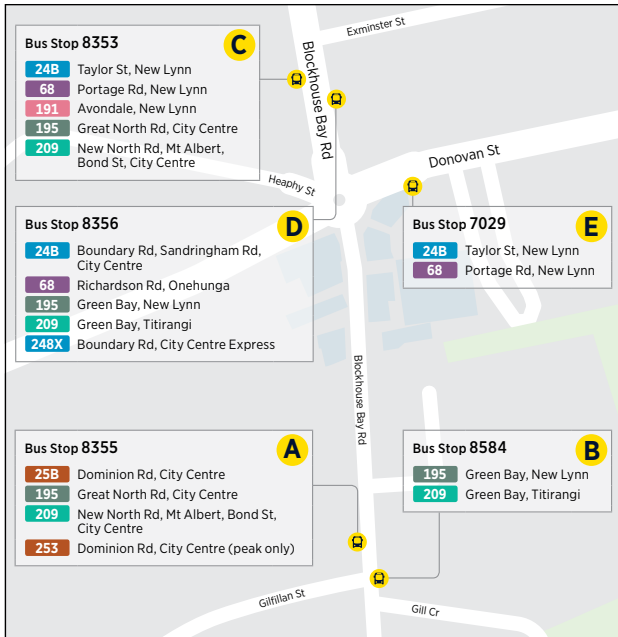 Bus Stop 8353
C
24B Taylor St, New Lynn
68 Portage Rd, New Lynn
191 Avondale, New Lynn
195 Great North Rd, City Centre
209 New North Rd, Mt Albert,
Bond St, City Centre
Exminster St
Blockhouse Bay Rd
Donovan St
Heaphy St
Bus Stop 8356
D
24B Boundary Rd, Sandringham Rd,
City Centre
68 Richardson Rd, Onehunga
195 Green Bay, New Lynn
209 Green Bay, Titirangi
248X Boundary Rd, City Centre Express
Bus Stop 7029
E
24B Taylor St, New Lynn
68 Portage Rd, New Lynn
Blockhouse Bay Rd
Bus Stop 8355
A
25B Dominion Rd, City Centre
195 Great North Rd, City Centre
209 New North Rd, Mt Albert, Bond St,
City Centre
253 Dominion Rd, City Centre (peak only)
Bus Stop 8584
B
195 Green Bay, New Lynn
209 Green Bay, Titirangi
Gilfillan St
Gill Cr